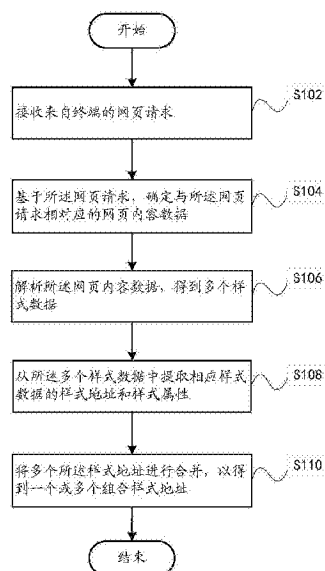 开始
接收来自终端的网页请求
S102
基于所述网页请求,确定与所述网页
请求相对应的网页内容数据
S104
解析所述网页内容数据,得到多个样
式数据
S106
从所述多个样式数据中提取相应样式
数据的样式地址和样式属性
S108
将多个所述样式地址进行合并,以得
到一个或多个组合样式地址
S110
结束